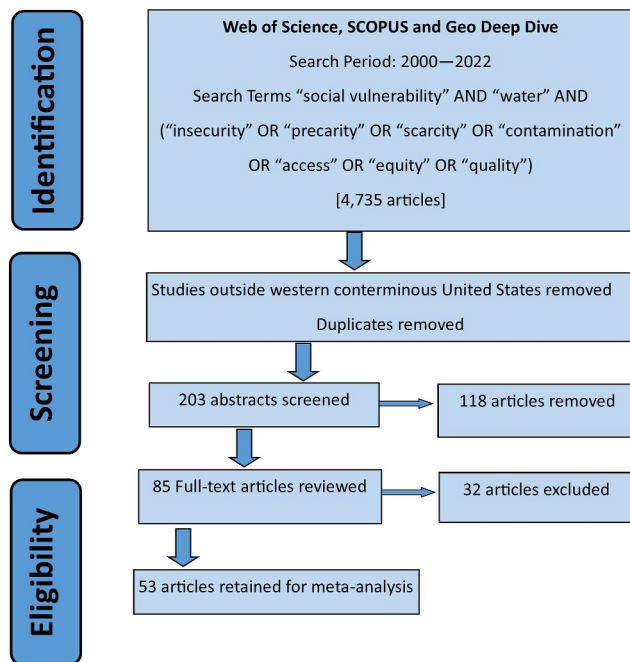 Identification
Web of Science, SCOPUS and Geo Deep Dive
Search Period: 2000—2022
Search Terms “social vulnerability” AND “water” AND
(“insecurity” OR “precarity” OR “scarcity” OR “contamination”
OR “access” OR “equity” OR “quality”)
[4,735 articles]
Screening
Studies outside western conterminous United States removed
Duplicates removed
203 abstracts screened
118 articles removed
85 Full-text articles reviewed
32 articles excluded
Eligibility
53 articles retained for meta-analysis